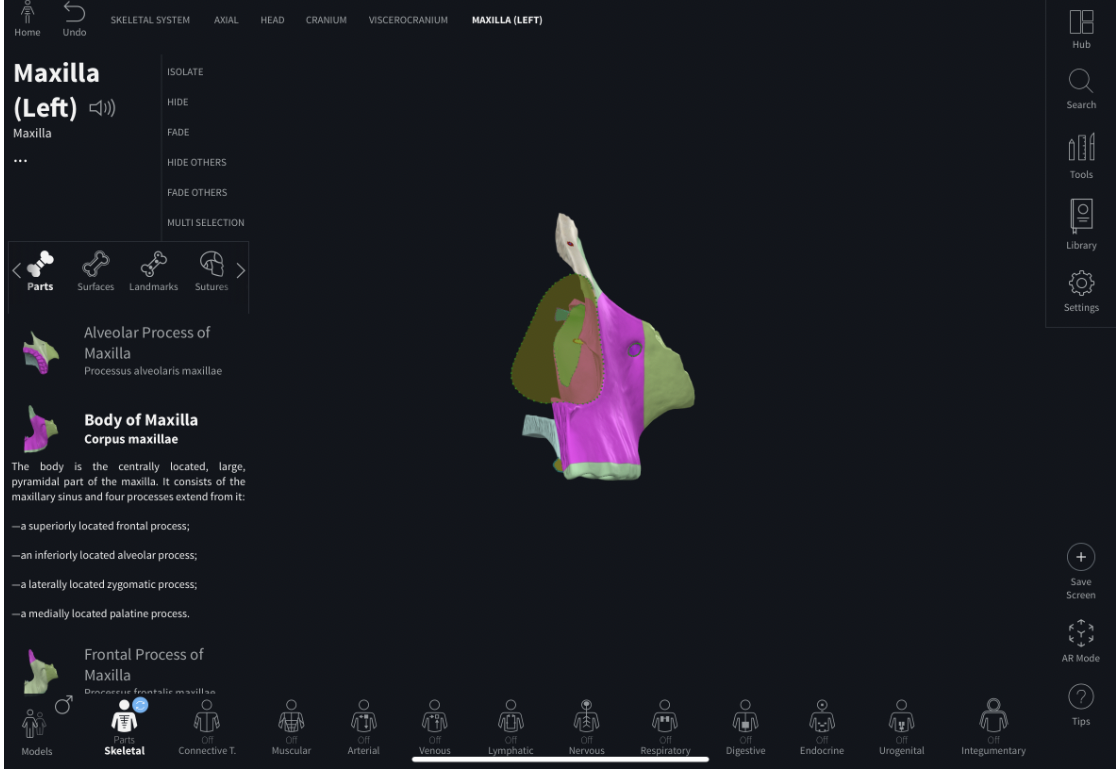 Home
Undo
SKELETAL SYSTEM
AXIAL
HEAD
CRANIUM
VISCEROCRANIUM
MAXILLA (LEFT)
Maxilla
(Left)
Maxilla
...
ISOLATE
HIDE
FADE
HIDE OTHERS
FADE OTHERS
MULTI SELECTION
Parts
Surfaces
Landmarks
Sutures
Alveolar Process of
Maxilla
Processus alveolaris maxillae
Body of Maxilla
Corpus maxillae
The body is the centrally located, large,
pyramidal part of the maxilla. It consists of the
maxillary sinus and four processes extend from it:
—a superiorly located frontal process;
—an inferiorly located alveolar process;
—a laterally located zygomatic process;
—a medially located palatine process.
Frontal Process of
Maxilla
Processus frontalis maxillae
Hub
Search
Tools
Library
Settings
Save
Screen
AR Mode
Tips
Models
Parts
Skeletal
Off
Connective T.
Off
Muscular
Off
Arterial
Off
Venous
Off
Lymphatic
Off
Nervous
Off
Respiratory
Off
Digestive
Off
Endocrine
Off
Urogenital
Off
Integumentary